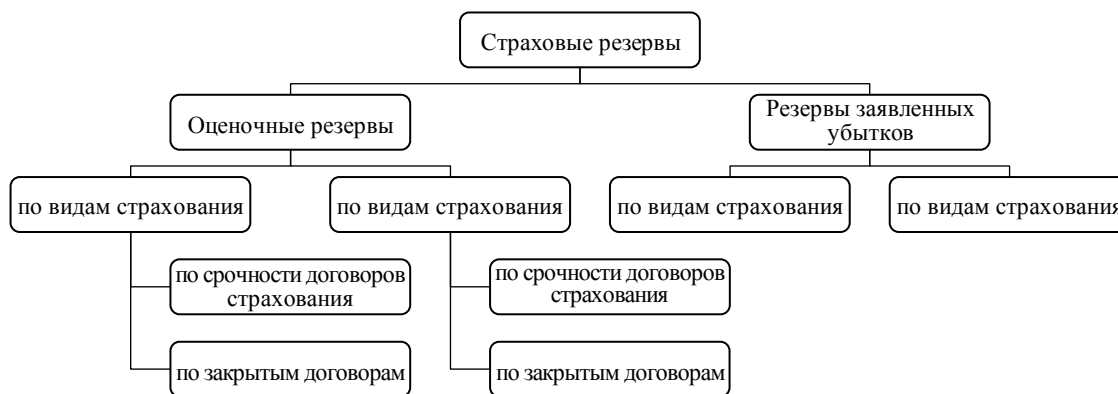 Страховые резервы
Оценочные резервы
Резервы заявленных
убытков
по видам страхования
по видам страхования
по видам страхования
по видам страхования
по срочности договоров
страхования
по срочности договоров
страхования
по закрытым договорам
по закрытым договорам